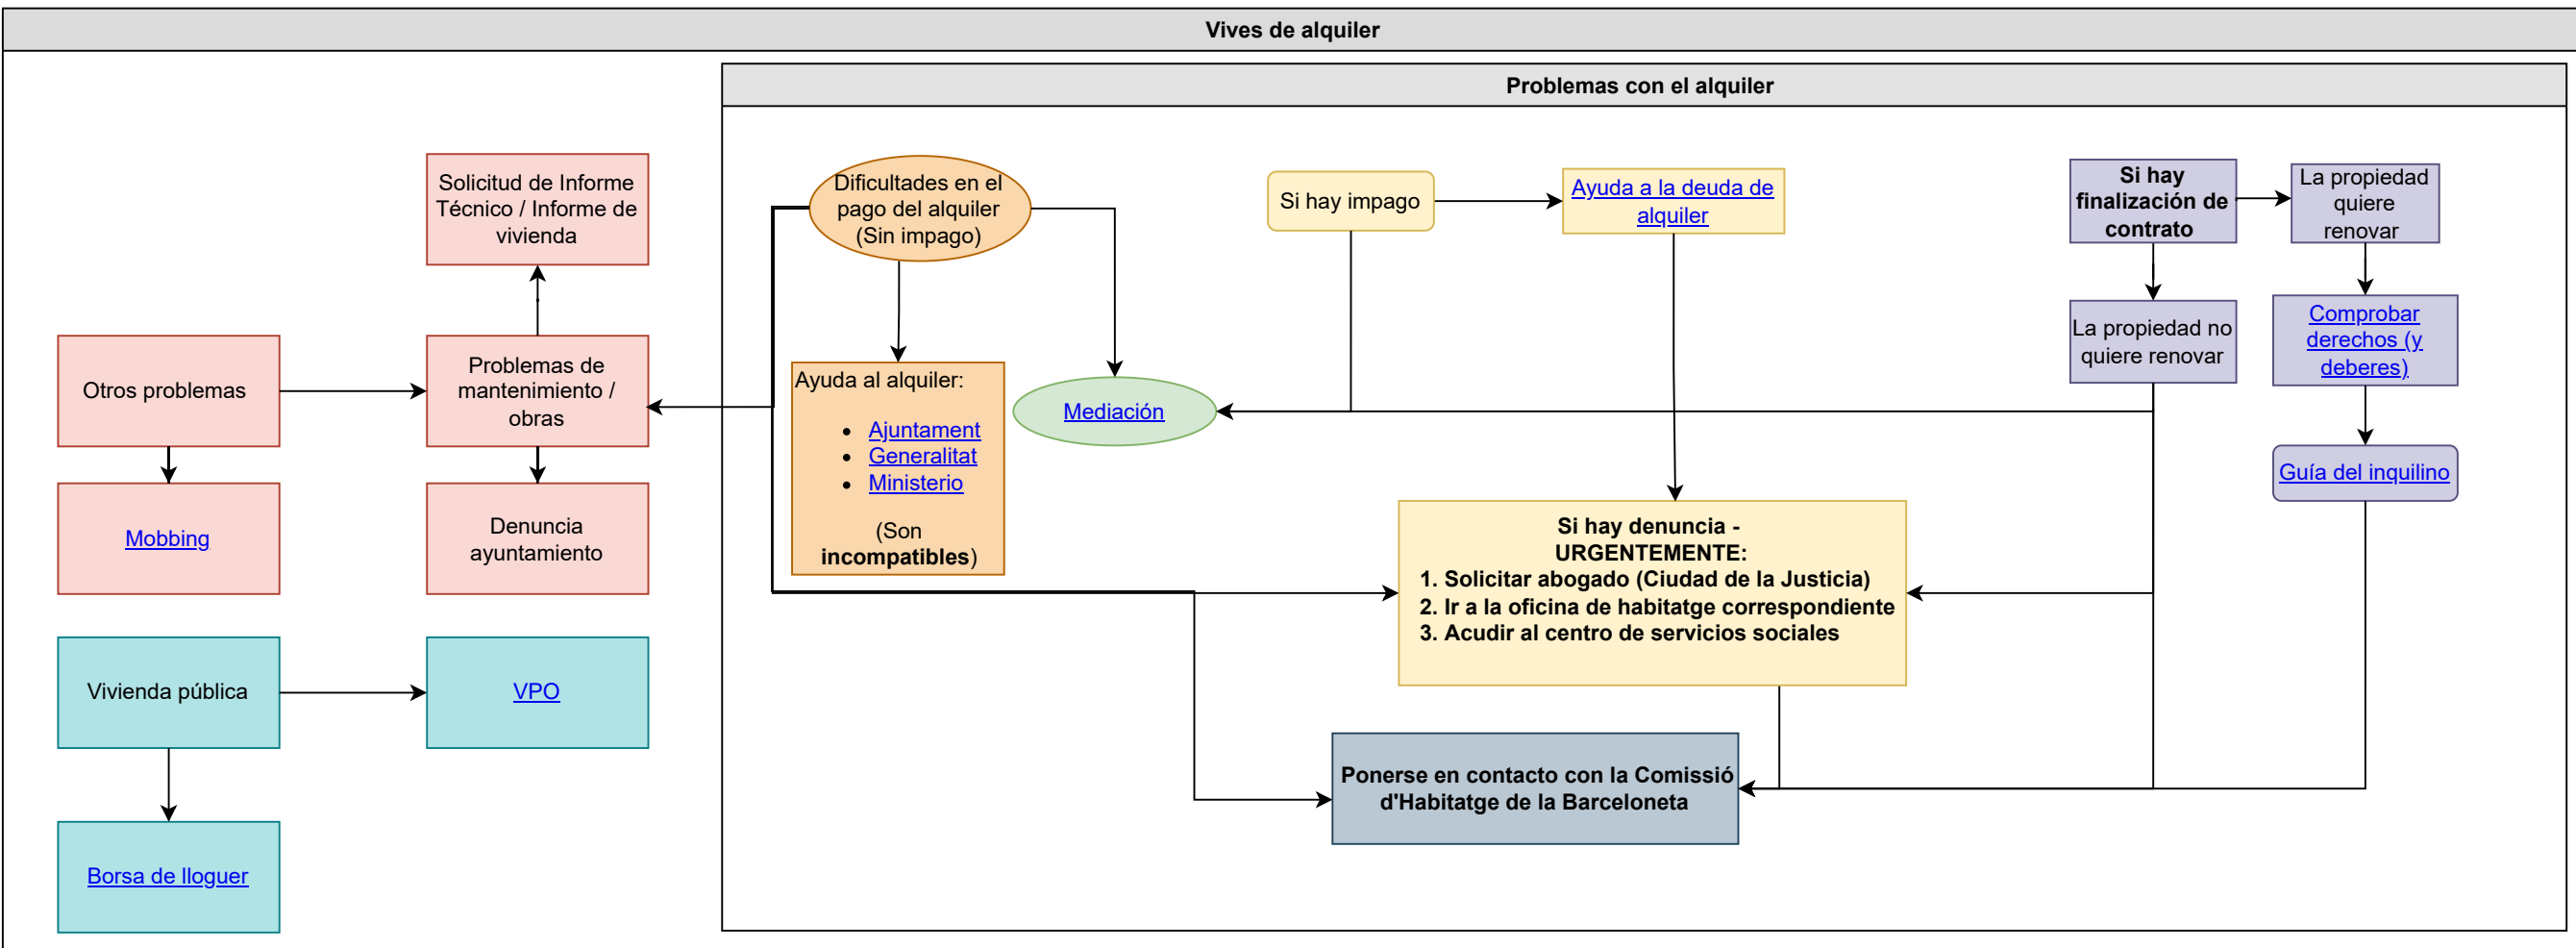 Vives de alquiler
Problemas con el alquiler
Solicitud de Informe
Técnico / Informe de
vivienda
Otros problemas
Problemas de
mantenimiento /
obras
Mobbing
Denuncia
ayuntamiento
Vivienda pública
VPO
Borsa de lloguer
Dificultades en el
pago del alquiler
(Sin impago)
Ayuda al alquiler:
• Ajuntament
• Generalitat
• Ministerio
(Son
incompatibles)
Mediación
Si hay impago
Ayuda a la deuda de
alquiler
Si hay denuncia -
URGENTEMENTE:
1. Solicitar abogado (Ciudad de la Justicia)
2. Ir a la oficina de habitatge correspondiente
3. Acudir al centro de servicios sociales
Ponerse en contacto con la Comissió
d'Habitatge de la Barceloneta
Si hay
finalización de
contrato
La propiedad
quiere
renovar
La propiedad no
quiere renovar
Comprobar
derechos (y
deberes)
Guía del inquilino